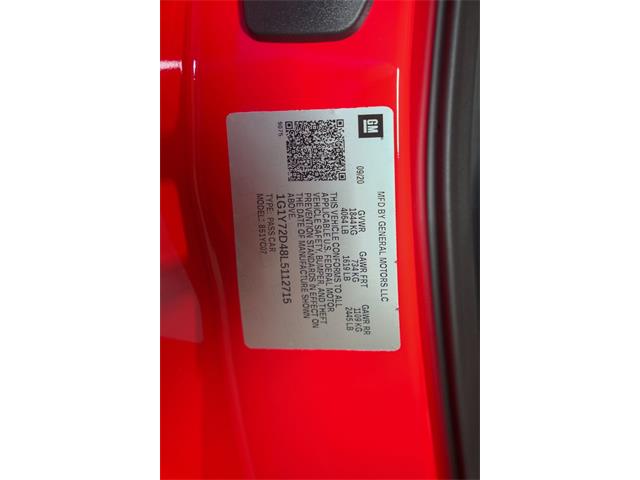 GM
MFD BY GENERAL MOTORS LLC
09/20
GVWR
1844 KG
4064 LB
GAWR FRT
734 KG
1619 LB
GAWR RR
1109 KG
2445 LB
THIS VEHICLE CONFORMS TO ALL
APPLICABLE U.S. FEDERAL MOTOR
VEHICLE SAFETY, BUMPER, AND THEFT
PREVENTION STANDARDS IN EFFECT ON
THE DATE OF MANUFACTURE SHOWN
ABOVE.
1G1Y72D48L5112715
TYPE: PASS CAR
MODEL: 851YC07